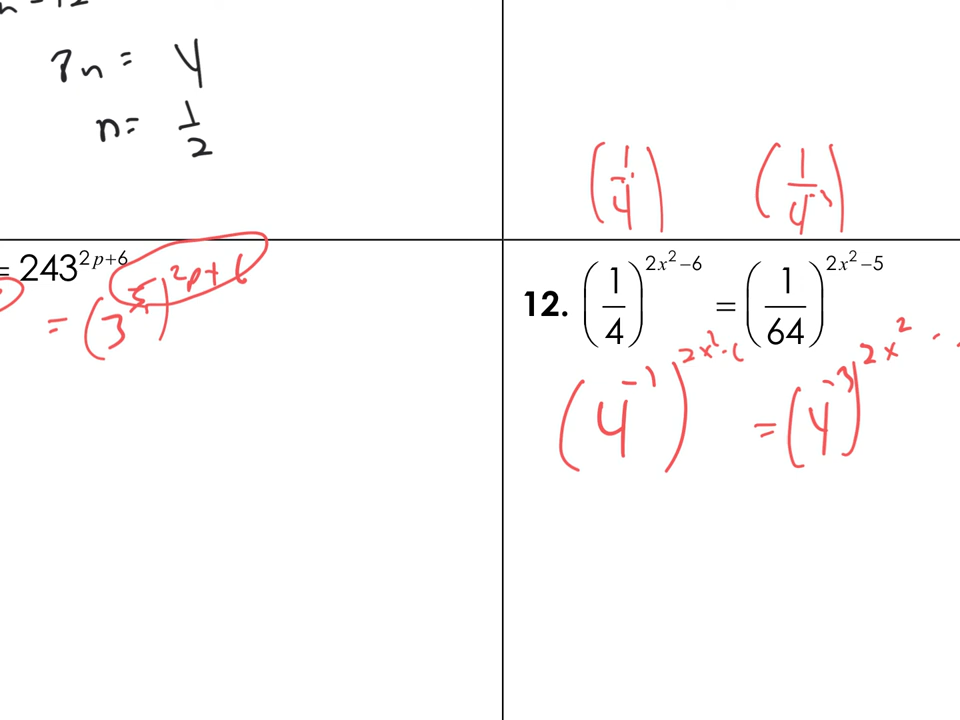 7n = 4
n = 1/2
(1/4) (1/4⁻³)
= 243^(2p+6)
= (3⁵)^(2p+6)
12. (1/4)^(2x²−6) = (1/64)^(2x²−5)
(4⁻¹)^(2x²-6 = (4⁻³)^(2x²